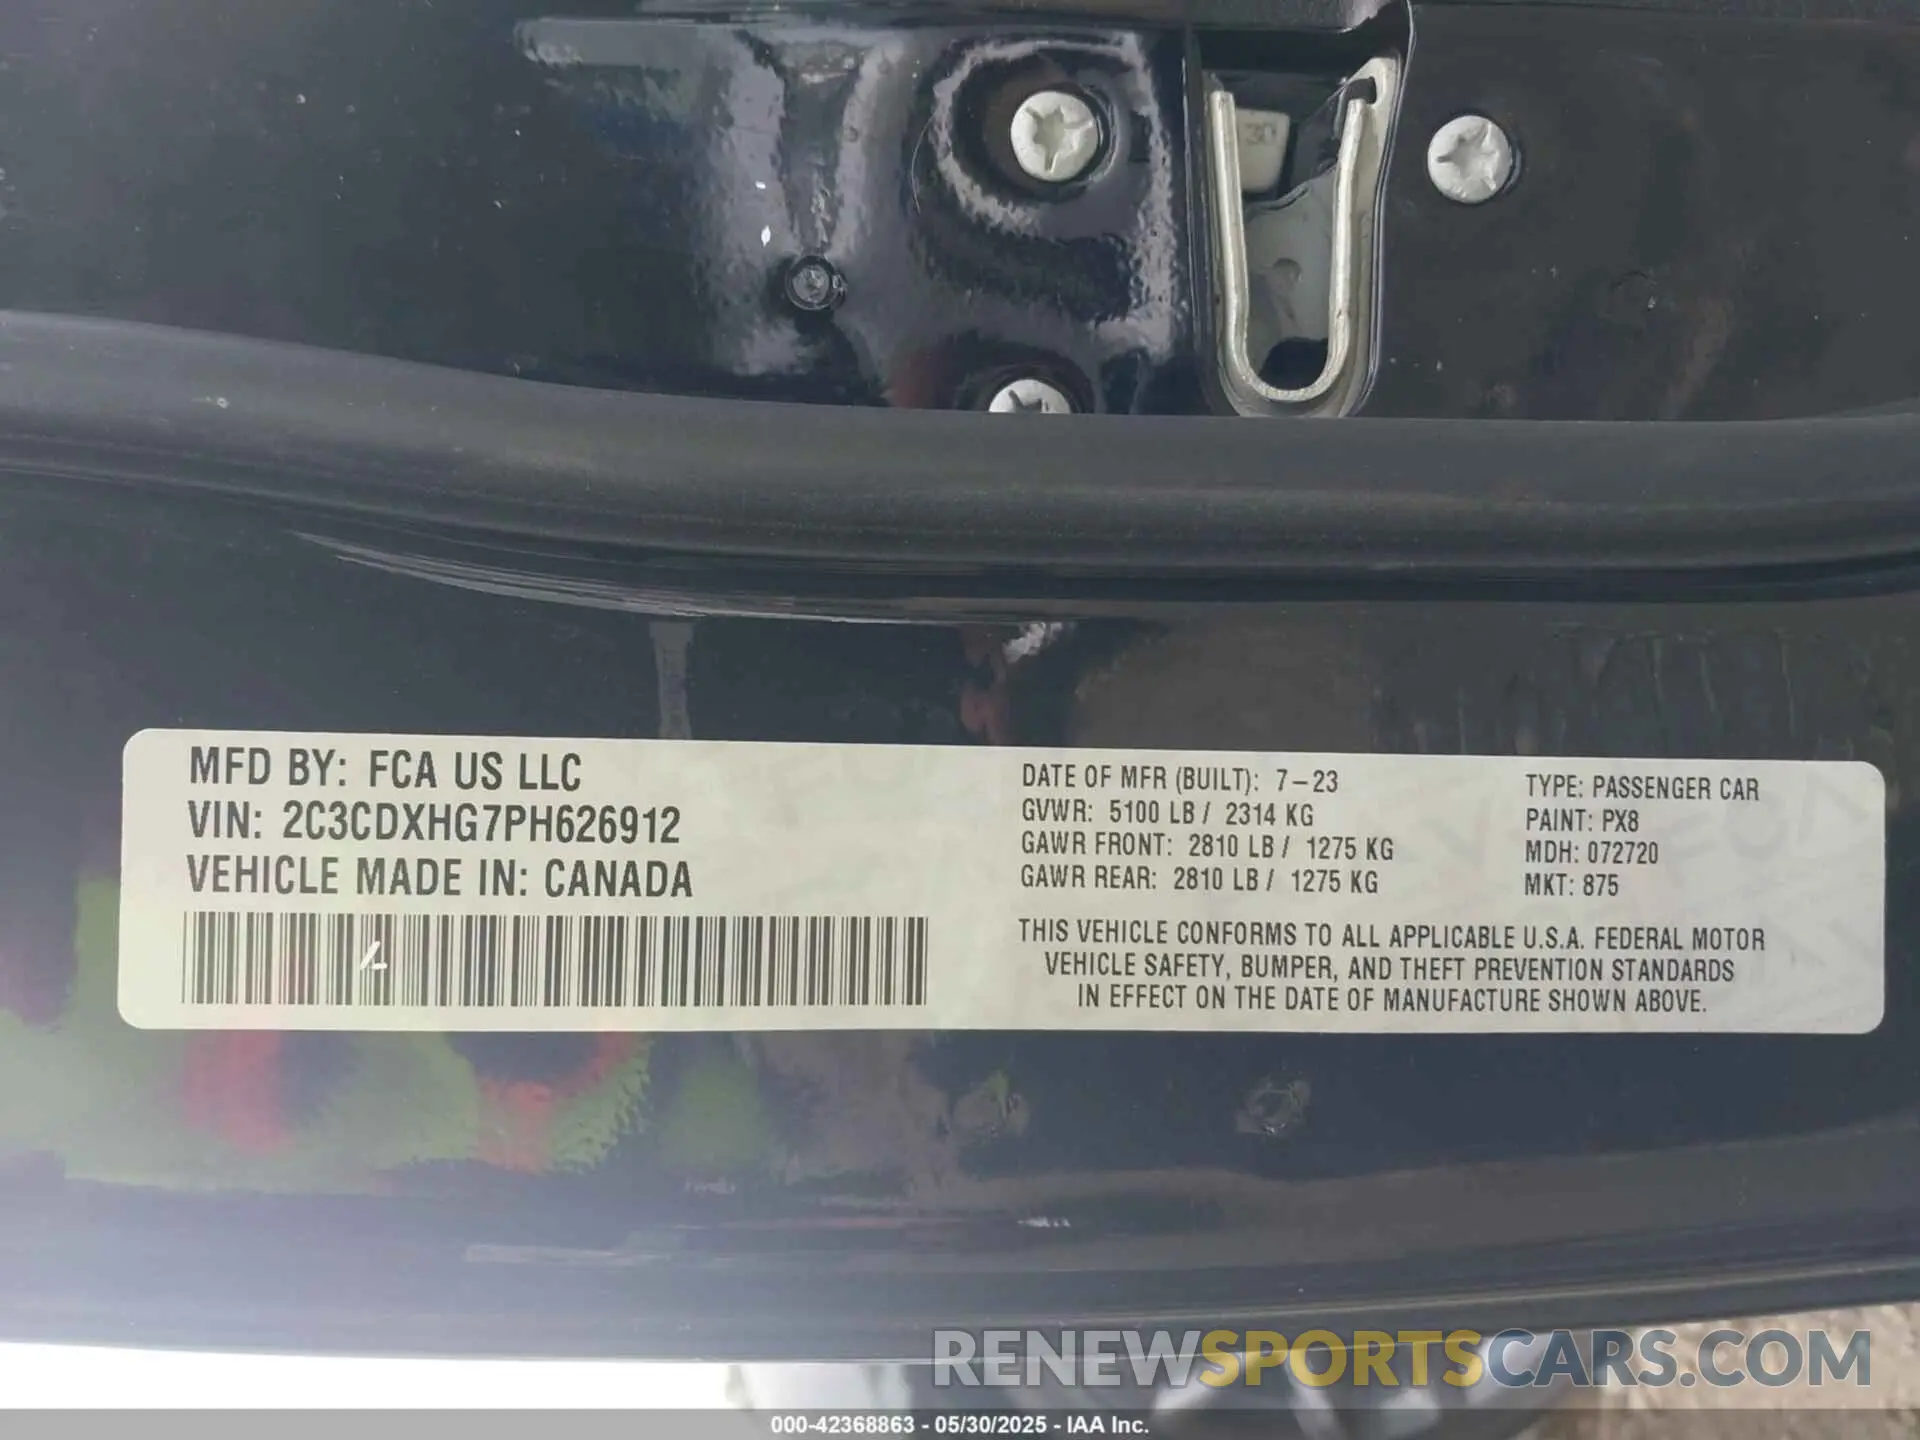 30
MFD BY: FCA US LLC
VIN: 2C3CDXHG7PH626912
VEHICLE MADE IN: CANADA
DATE OF MFR (BUILT): 7-23
GVWR: 5100 LB / 2314 KG
GAWR FRONT: 2810 LB / 1275 KG
GAWR REAR: 2810 LB / 1275 KG
TYPE: PASSENGER CAR
PAINT: PX8
MDH: 072720
MKT: 875
THIS VEHICLE CONFORMS TO ALL APPLICABLE U.S.A. FEDERAL MOTOR
VEHICLE SAFETY, BUMPER, AND THEFT PREVENTION STANDARDS
IN EFFECT ON THE DATE OF MANUFACTURE SHOWN ABOVE.
RENEWSPORTSCARS.COM
000-42368863 - 05/30/2025 - IAA Inc.